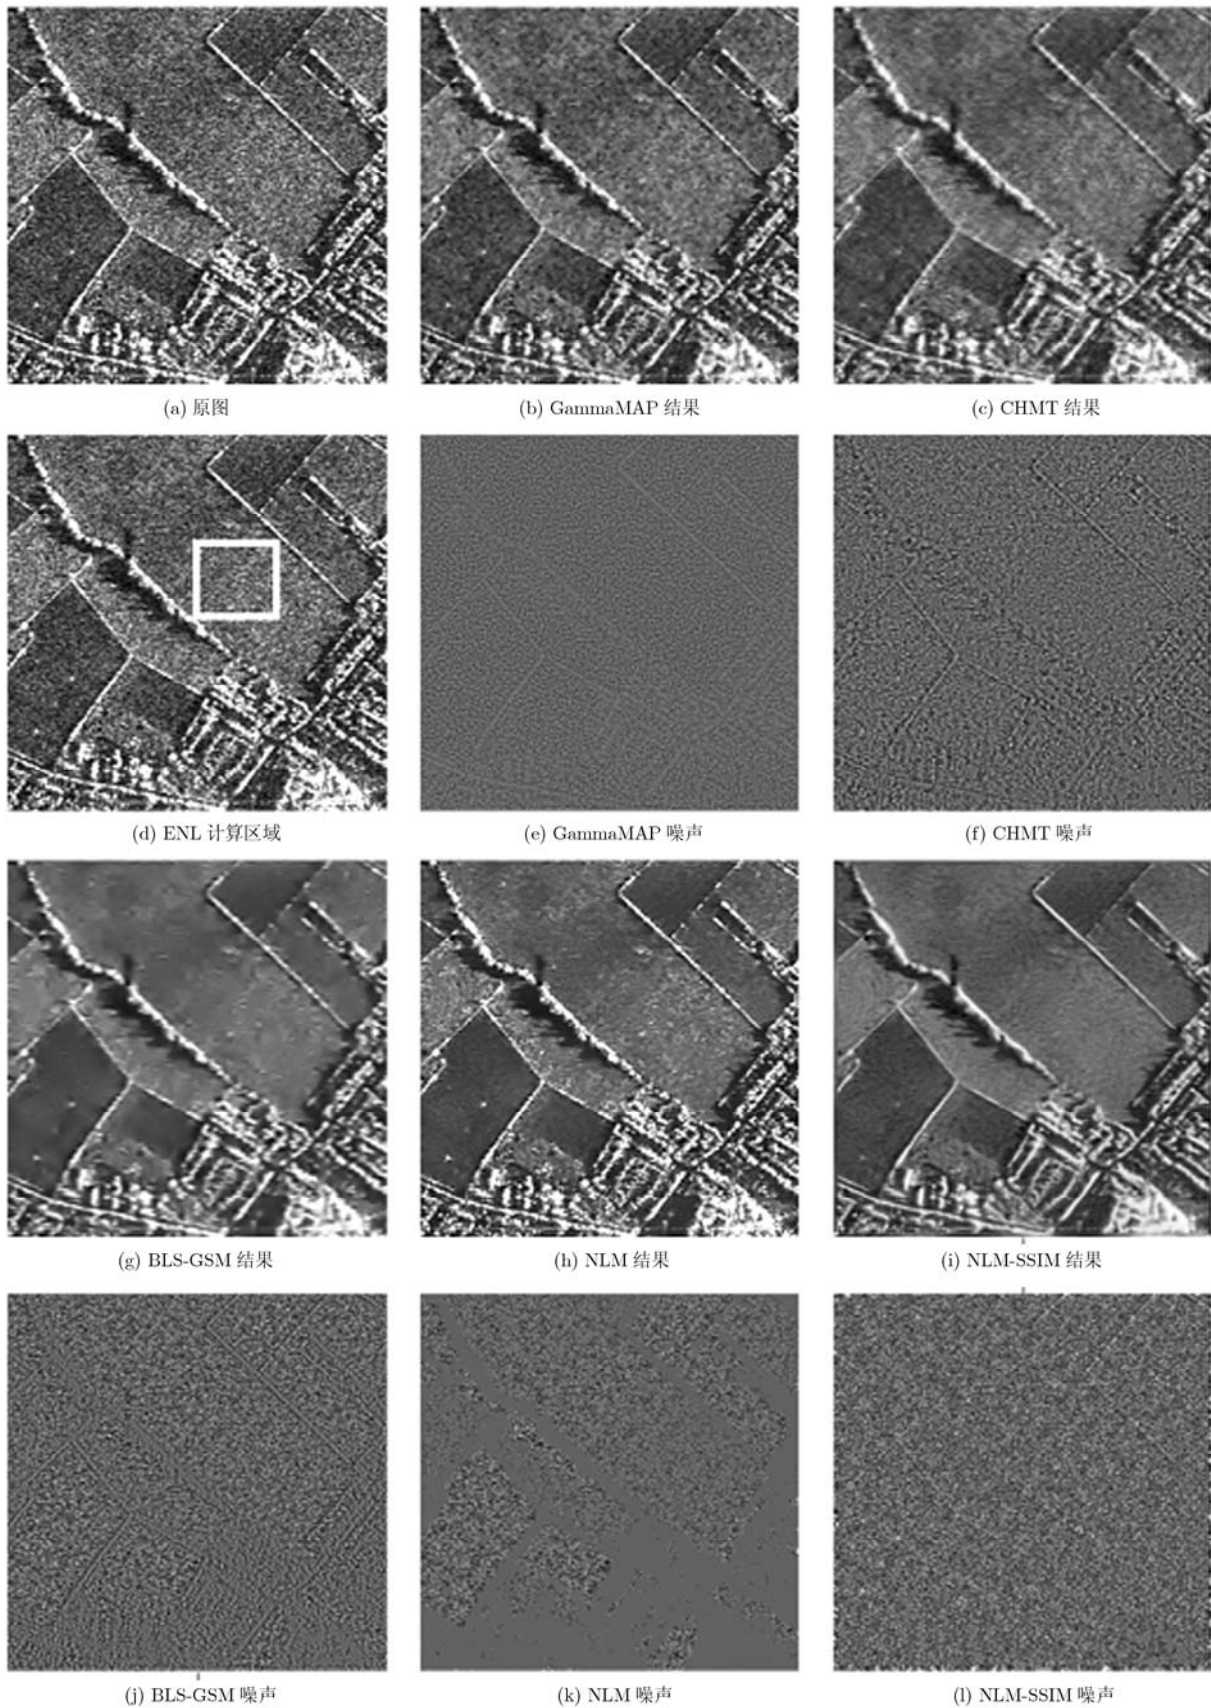 (a) 原图
(b) GammaMAP 结果
(c) CHMT 结果
(d) ENL 计算区域
(e) GammaMAP 噪声
(f) CHMT 噪声
(g) BLS-GSM 结果
(h) NLM 结果
(i) NLM-SSIM 结果
(j) BLS-GSM 噪声
(k) NLM 噪声
(l) NLM-SSIM 噪声